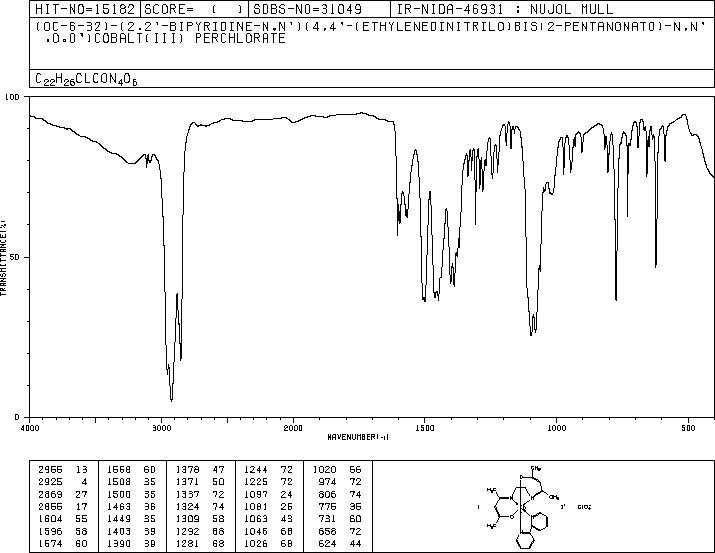 HIT-NO=15182 SCORE= ( ) SDBS-NO=31049 IR-NIDA-46931 : NUJOL MULL
(OC-6-32)-(2,2'-BIPYRIDINE-N,N')(4,4'-(ETHYLENEDINITRILO)BIS(2-PENTANONATO)-N,N'
,O,O')COBALT(III) PERCHLORATE
C22H26CLCON4O6
100
50
0
TRANSMITTANCE(%)
4000 3000 2000 1500 1000 500
WAVENUMBER(-1)
2955 13 1568 60 1378 47 1244 72 1020 66
2925 4 1508 35 1371 50 1225 72 974 72
2869 27 1500 35 1337 72 1097 24 806 74
2855 17 1463 36 1324 74 1081 26 775 35
1604 55 1449 35 1309 58 1063 43 731 60
1596 58 1403 39 1292 68 1046 68 658 72
1574 60 1390 39 1281 68 1026 68 624 44